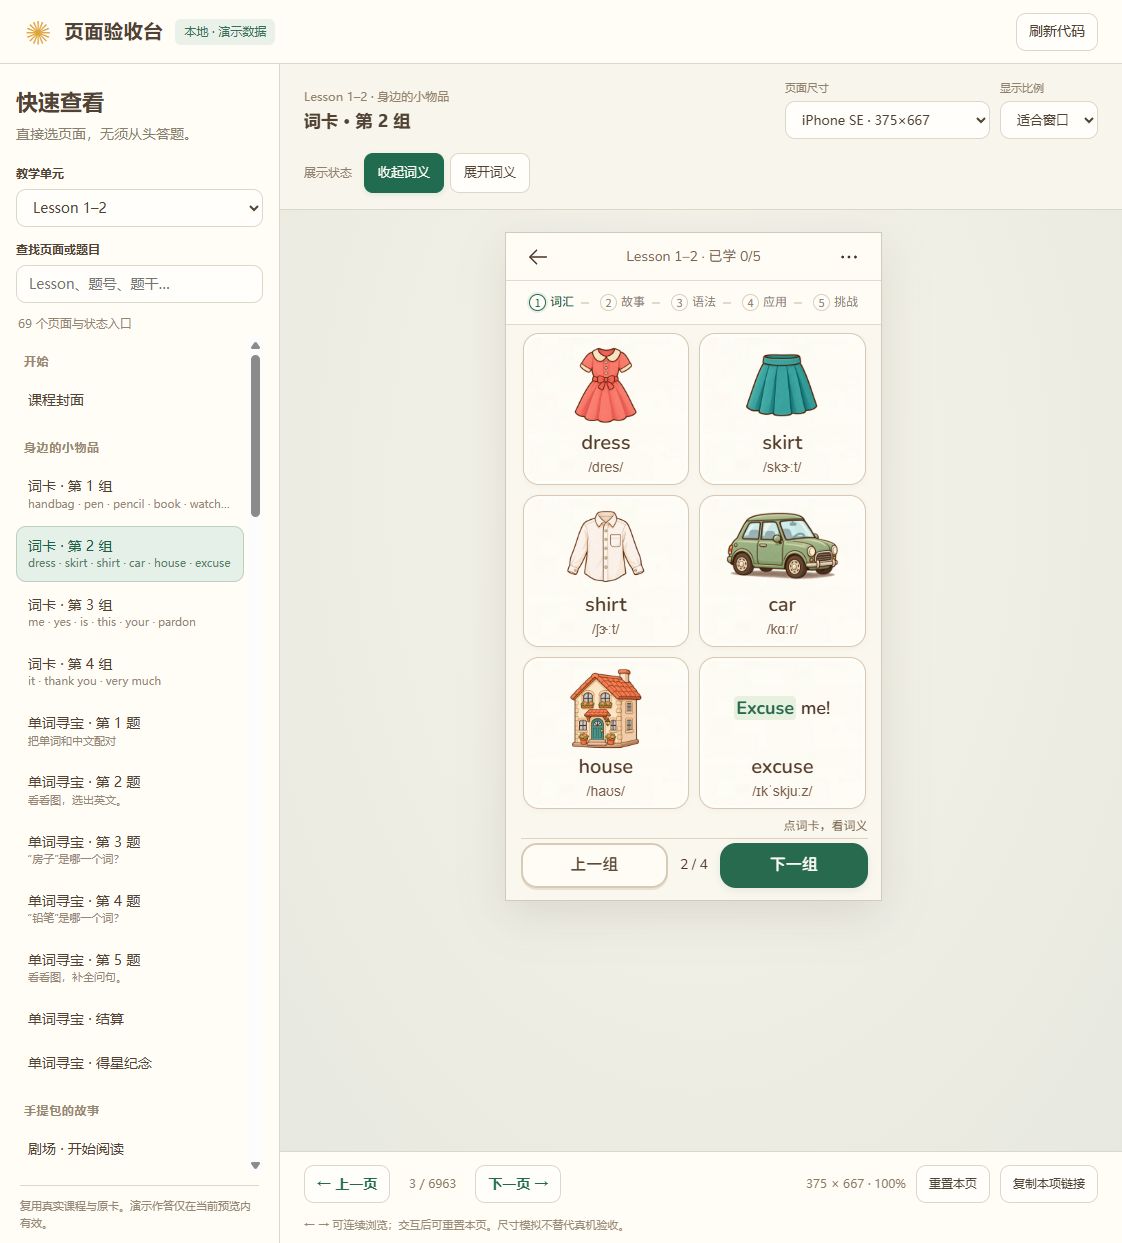 页面验收台
本地 · 演示数据
刷新代码
快速查看
直接选页面，无须从头答题。
教学单元
Lesson 1–2
查找页面或题目
Lesson、题号、题干...
69 个页面与状态入口
开始
课程封面
身边的小物品
词卡 · 第 1 组
handbag · pen · pencil · book · watch...
词卡 · 第 2 组
dress · skirt · shirt · car · house · excuse
词卡 · 第 3 组
me · yes · is · this · your · pardon
词卡 · 第 4 组
it · thank you · very much
单词寻宝 · 第 1 题
把单词和中文配对
单词寻宝 · 第 2 题
看看图，选出英文。
单词寻宝 · 第 3 题
“房子”是哪一个词？
单词寻宝 · 第 4 题
“铅笔”是哪一个词？
单词寻宝 · 第 5 题
看看图，补全问句。
单词寻宝 · 结算
单词寻宝 · 得星纪念
手提包的故事
剧场 · 开始阅读
复用真实课程与原卡。演示作答仅在当前预览内
有效。
Lesson 1–2 · 身边的小物品
词卡 • 第 2 组
页面尺寸
iPhone SE · 375×667
显示比例
适合窗口
展示状态
收起词义
展开词义
← Lesson 1–2 · 已学 0/5 ···
1 词汇 – 2 故事 – 3 语法 – 4 应用 – 5 挑战
dress
/dres/
skirt
/skɝːt/
shirt
/ʃɝːt/
car
/kɑːr/
house
/haʊs/
Excuse me!
excuse
/ɪkˈskjuːz/
点词卡，看词义
上一组
2 / 4
下一组
← 上一页
3 / 6963
下一页 →
375 × 667 · 100%
重置本页
复制本项链接
← → 可连续浏览；交互后可重置本页。尺寸模拟不替代真机验收。